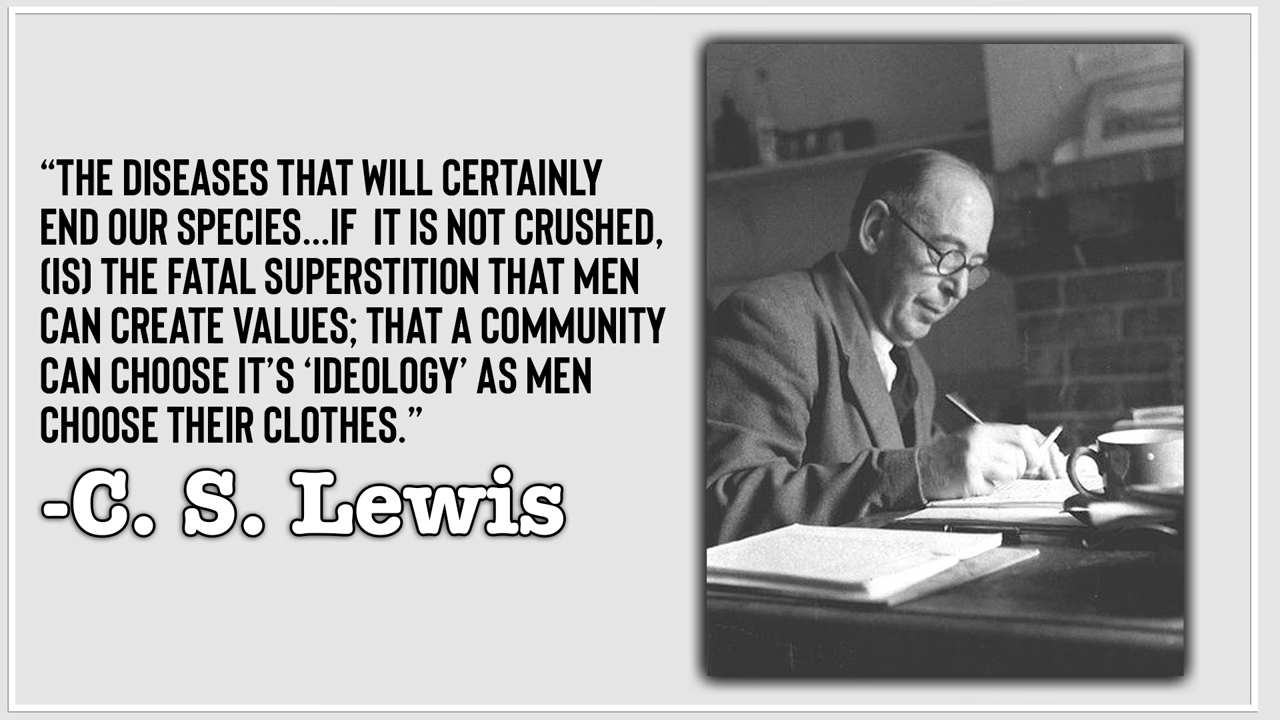 “THE DISEASES THAT WILL CERTAINLY
END OUR SPECIES...IF IT IS NOT CRUSHED,
(IS) THE FATAL SUPERSTITION THAT MEN
CAN CREATE VALUES; THAT A COMMUNITY
CAN CHOOSE IT’S ‘IDEOLOGY’ AS MEN
CHOOSE THEIR CLOTHES.”
-C. S. Lewis